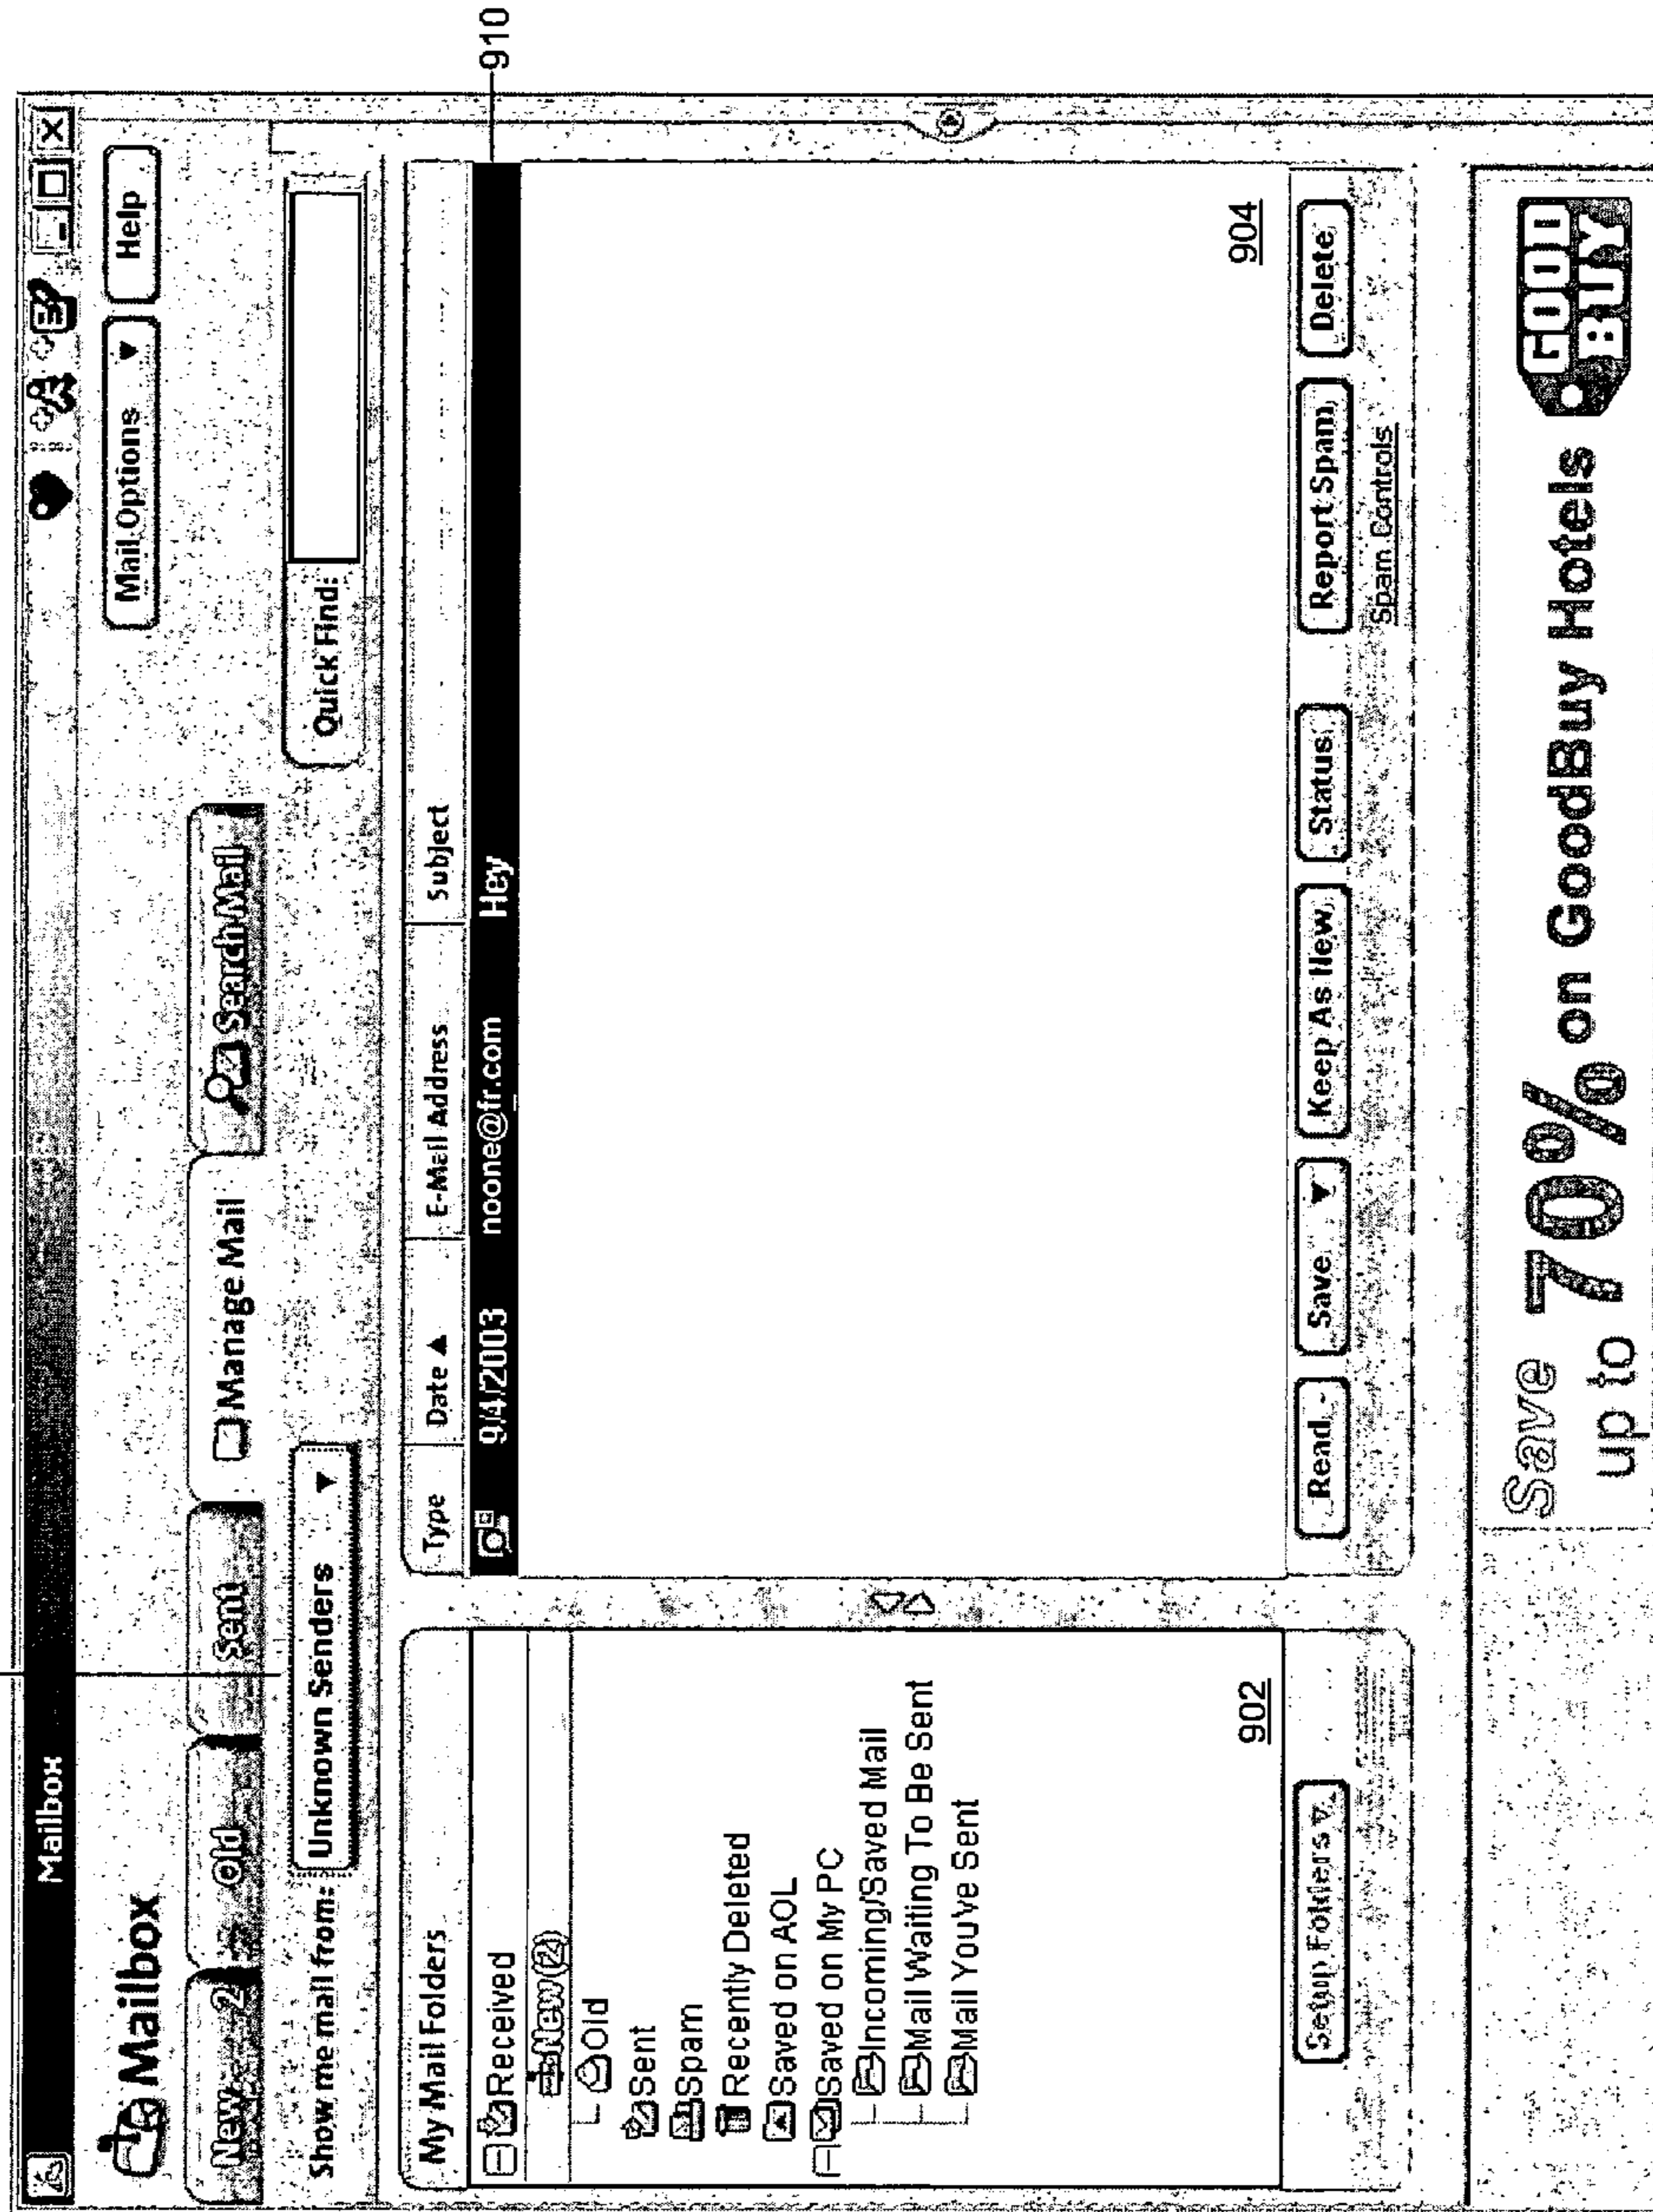 Mailbox
Mailbox
Mail Options ▼
Help
New 2
Old
Sent
Manage Mail
Search Mail
Show me mail from:
Unknown Senders ▼
Quick Find:
My Mail Folders
Type
Date ▲
E-Mail Address
Subject
910
Received
9/4/2003
noone@fr.com
Hey
New (2)
Old
Sent
Spam
Recently Deleted
Saved on AOL
Saved on My PC
Incoming/Saved Mail
Mail Waiting To Be Sent
Mail You've Sent
902
904
Setup Folders
Read
Save ▼
Keep As New
Status
Report Spam
Delete
Spam Controls
Save
up to 70% on GoodBuy Hotels
GOOD
BUY